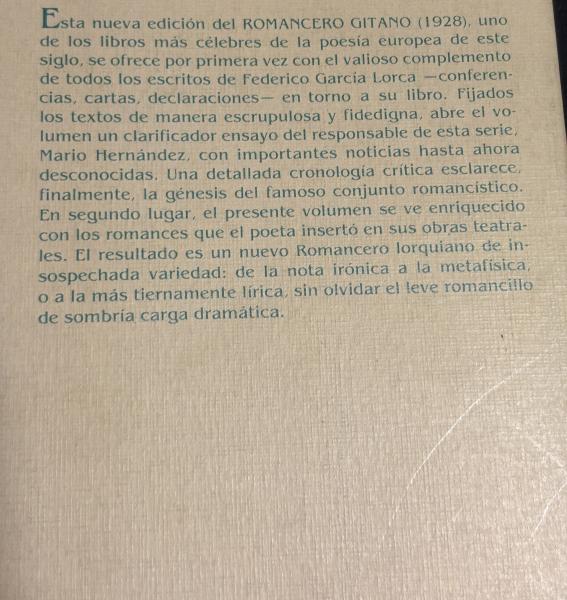 Esta nueva edición del ROMANCERO GITANO (1928), uno
de los libros más célebres de la poesía europea de este
siglo, se ofrece por primera vez con el valioso complemento
de todos los escritos de Federico García Lorca —conferen-
cias, cartas, declaraciones— en torno a su libro. Fijados
los textos de manera escrupulosa y fidedigna, abre el vo-
lumen un clarificador ensayo del responsable de esta serie,
Mario Hernández, con importantes noticias hasta ahora
desconocidas. Una detallada cronología crítica esclarece,
finalmente, la génesis del famoso conjunto romancístico.
En segundo lugar, el presente volumen se ve enriquecido
con los romances que el poeta insertó en sus obras teatra-
les. El resultado es un nuevo Romancero lorquiano de in-
sospechada variedad: de la nota irónica a la metafísica,
o a la más tiernamente lírica, sin olvidar el leve romancillo
de sombría carga dramática.